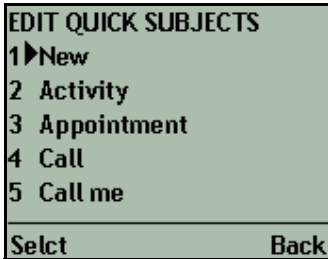 EDIT QUICK SUBJECTS
1▶New
2 Activity
3 Appointment
4 Call
5 Call me
Selct Back